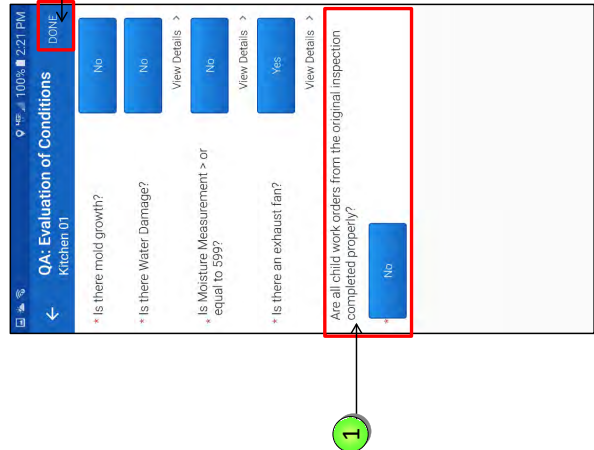 100% 2:21 PM
QA: Evaluation of Conditions
DONE
Kitchen 01
* Is there mold growth?
No
* Is there Water Damage?
No
View Details >
* Is Moisture Measurement > or
equal to 599?
No
View Details >
* Is there an exhaust fan?
Yes
View Details >
Are all child work orders from the original inspection
completed properly?
*
No
1